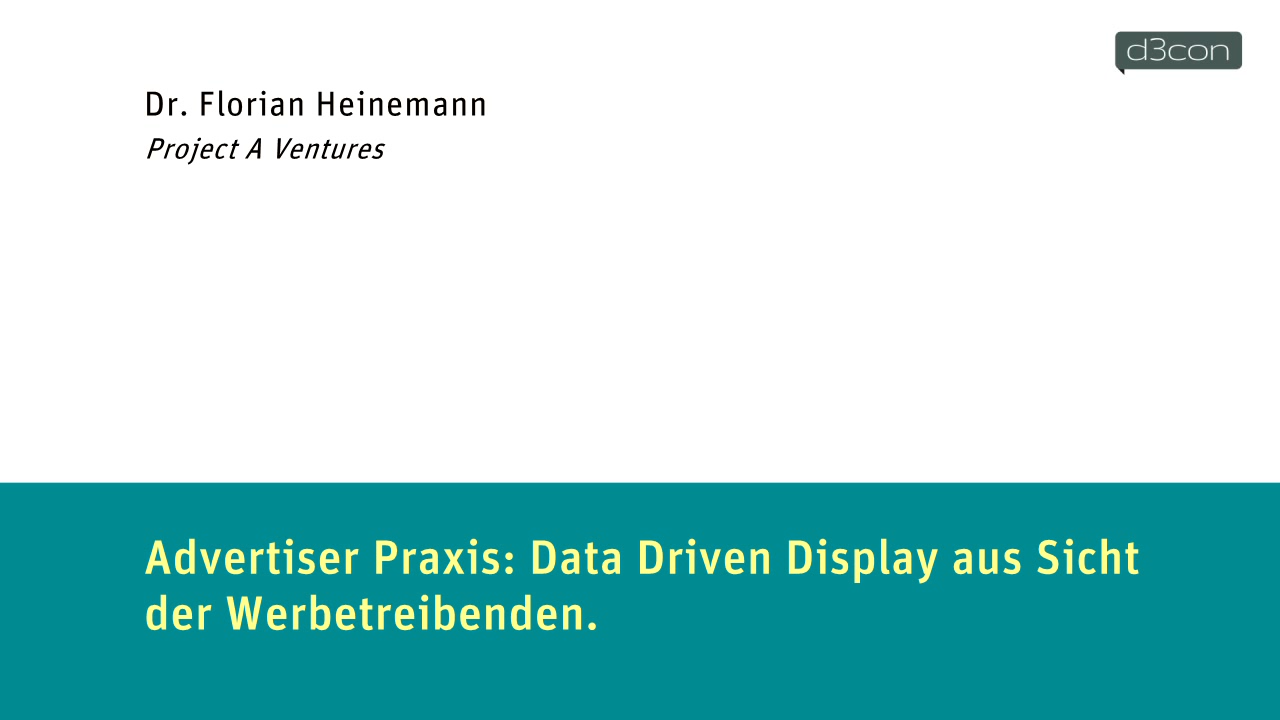 d3con
Dr. Florian Heinemann
Project A Ventures
Advertiser Praxis: Data Driven Display aus Sicht
der Werbetreibenden.